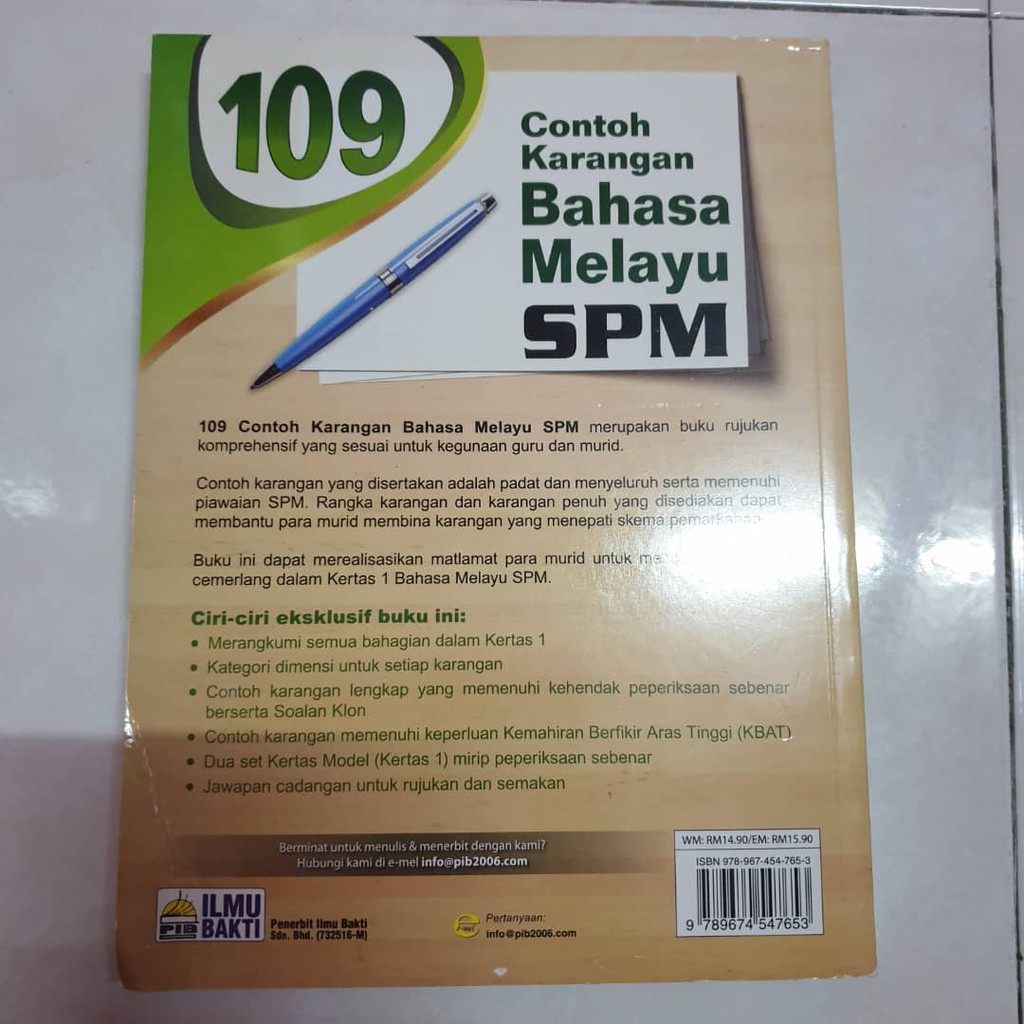 109
Contoh
Karangan
Bahasa
Melayu
SPM
109 Contoh Karangan Bahasa Melayu SPM merupakan buku rujukan
komprehensif yang sesuai untuk kegunaan guru dan murid.
Contoh karangan yang disertakan adalah padat dan menyeluruh serta memenuhi
piawaian SPM. Rangka karangan dan karangan penuh yang disediakan dapat
membantu para murid membina karangan yang menepati skema pemarkahan.
Buku ini dapat merealisasikan matlamat para murid untuk
cemerlang dalam Kertas 1 Bahasa Melayu SPM.
Ciri-ciri eksklusif buku ini:
• Merangkumi semua bahagian dalam Kertas 1
• Kategori dimensi untuk setiap karangan
• Contoh karangan lengkap yang memenuhi kehendak peperiksaan sebenar
berserta Soalan Klon
• Contoh karangan memenuhi keperluan Kemahiran Berfikir Aras Tinggi (KBAT)
• Dua set Kertas Model (Kertas 1) mirip peperiksaan sebenar
• Jawapan cadangan untuk rujukan dan semakan
Berminat untuk menulis & menerbit dengan kami?
Hubungi kami di e-mel info@pib2006.com
WM: RM14.90/EM: RM15.90
ISBN 978-967-454-765-3
9 789674 547653
PIB
ILMU
BAKTI
Penerbit Ilmu Bakti
Sdn. Bhd. (732516-M)
Pertanyaan:
info@pib2006.com